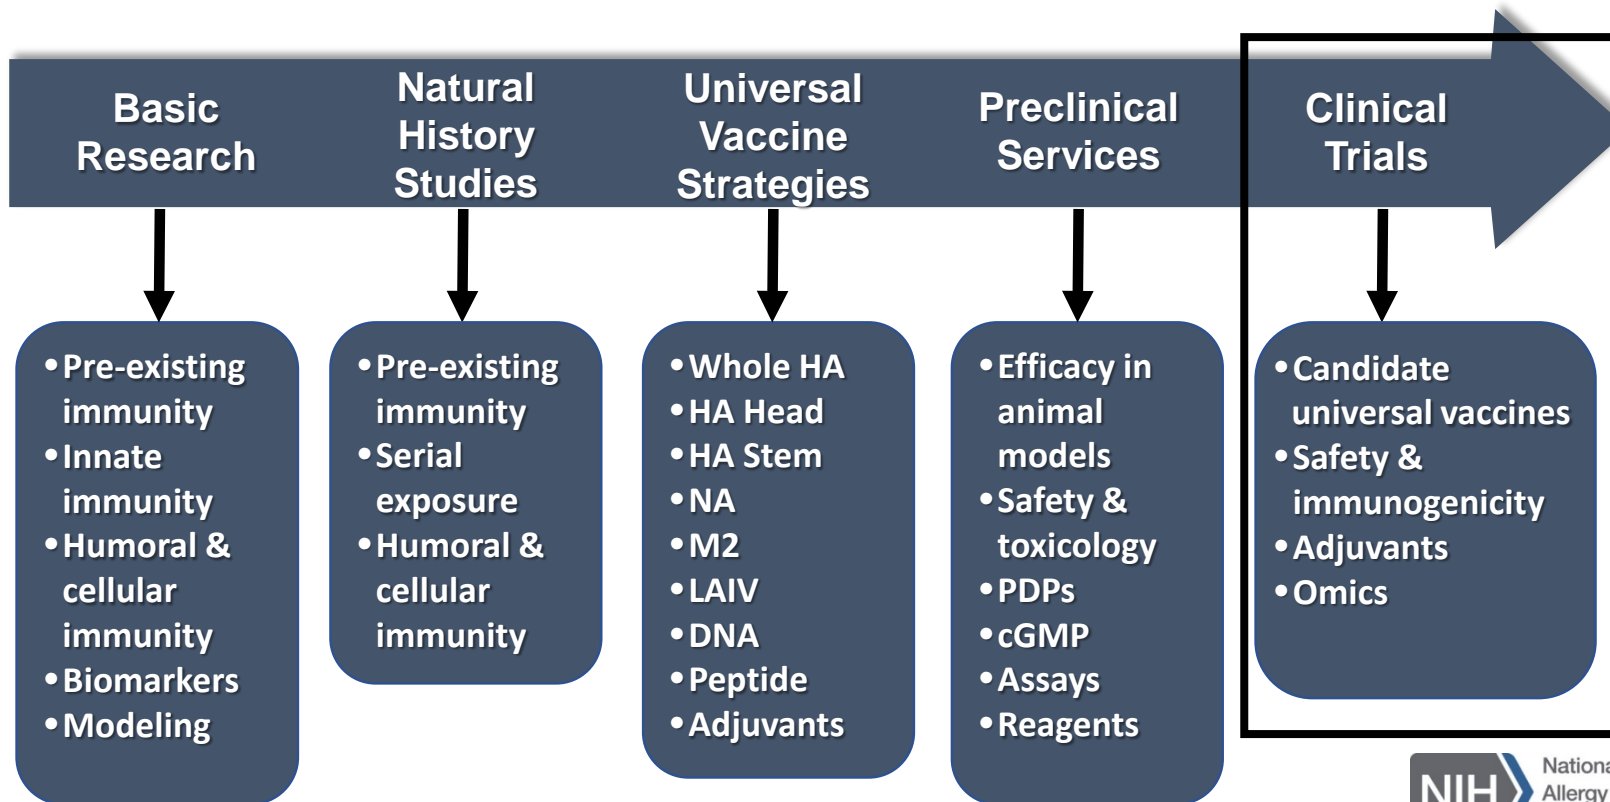 Basic
Research
Natural
History
Studies
Universal
Vaccine
Strategies
Preclinical
Services
Clinical
Trials
•Pre-existing
immunity
•Innate
immunity
•Humoral &
cellular
immunity
•Biomarkers
•Modeling
•Pre-existing
immunity
•Serial
exposure
•Humoral &
cellular
immunity
•Whole HA
•HA Head
•HA Stem
•NA
•M2
•LAIV
•DNA
•Peptide
•Adjuvants
•Efficacy in
animal
models
•Safety &
toxicology
•PDPs
•cGMP
•Assays
•Reagents
•Candidate
universal vaccines
•Safety &
immunogenicity
•Adjuvants
•Omics
NIH
Nationa
Allergy